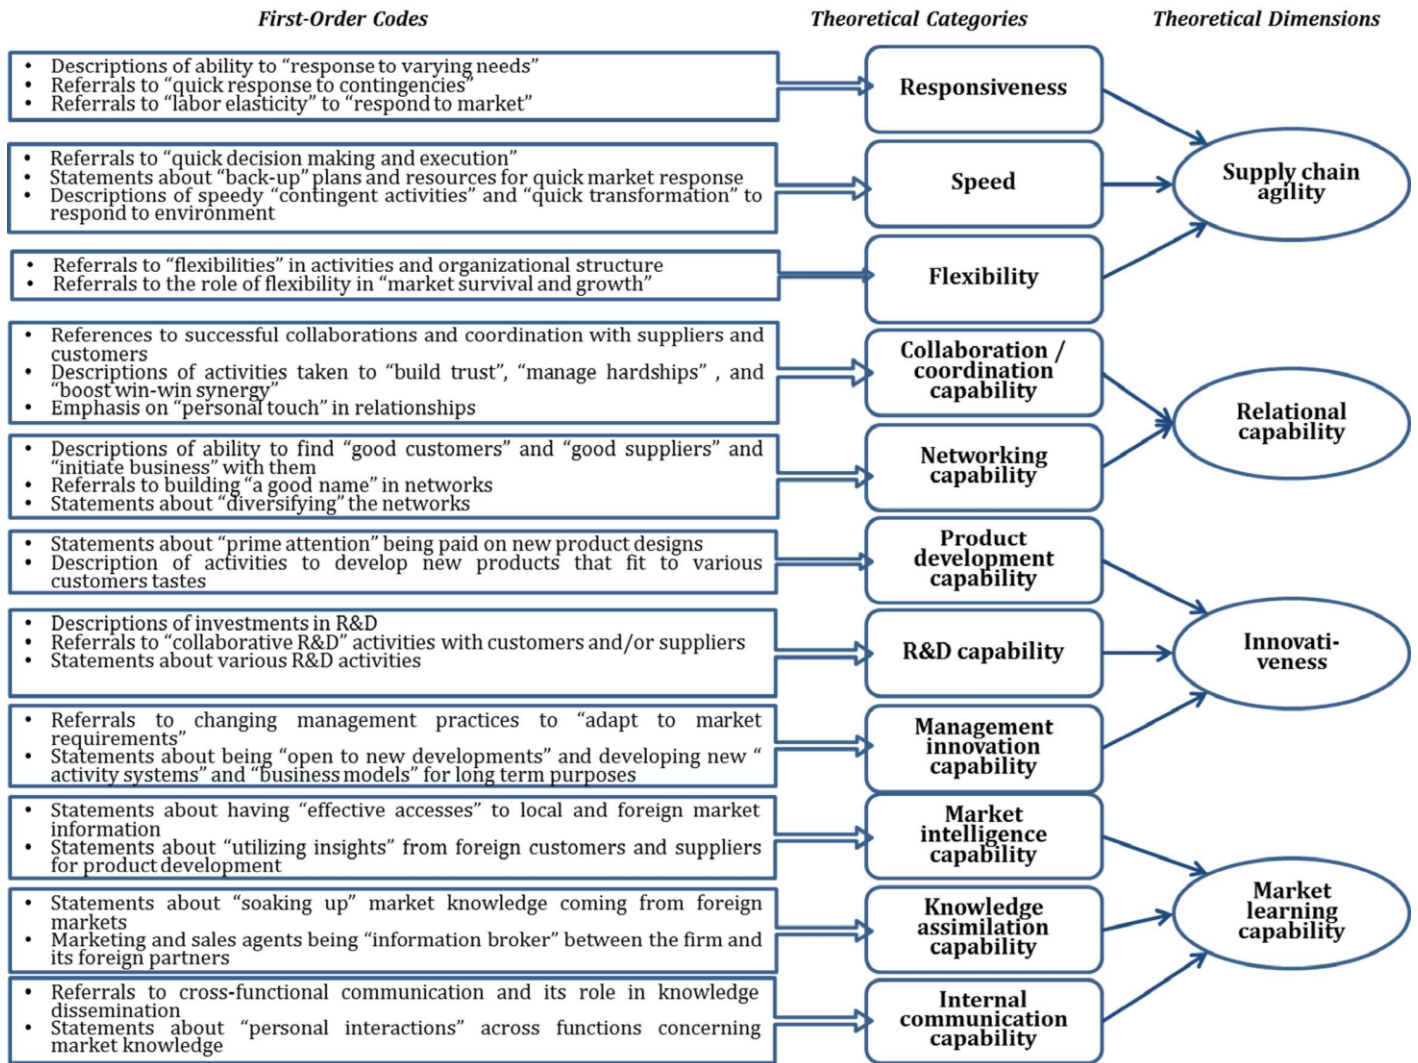 First-Order Codes
Theoretical Categories
Theoretical Dimensions
• Descriptions of ability to “response to varying needs”
• Referrals to “quick response to contingencies”
• Referrals to “labor elasticity” to “respond to market”
Responsiveness
• Referrals to “quick decision making and execution”
• Statements about “back-up” plans and resources for quick market response
• Descriptions of speedy “contingent activities” and “quick transformation” to
respond to environment
Speed
Supply chain
agility
• Referrals to “flexibilities” in activities and organizational structure
• Referrals to the role of flexibility in “market survival and growth”
Flexibility
• References to successful collaborations and coordination with suppliers and
customers
• Descriptions of activities taken to “build trust”, “manage hardships” , and
“boost win-win synergy”
• Emphasis on “personal touch” in relationships
Collaboration /
coordination
capability
Relational
capability
• Descriptions of ability to find “good customers” and “good suppliers” and
“initiate business” with them
• Referrals to building “a good name” in networks
• Statements about “diversifying” the networks
Networking
capability
• Statements about “prime attention” being paid on new product designs
• Description of activities to develop new products that fit to various
customers tastes
Product
development
capability
• Descriptions of investments in R&D
• Referrals to “collaborative R&D” activities with customers and/or suppliers
• Statements about various R&D activities
R&D capability
Innovati-
veness
• Referrals to changing management practices to “adapt to market
requirements”
• Statements about being “open to new developments” and developing new “
activity systems” and “business models” for long term purposes
Management
innovation
capability
• Statements about having “effective accesses” to local and foreign market
information
• Statements about “utilizing insights” from foreign customers and suppliers
for product development
Market
intelligence
capability
• Statements about “soaking up” market knowledge coming from foreign
markets
• Marketing and sales agents being “information broker” between the firm and
its foreign partners
Knowledge
assimilation
capability
Market
learning
capability
• Referrals to cross-functional communication and its role in knowledge
dissemination
• Statements about “personal interactions” across functions concerning
market knowledge
Internal
communication
capability